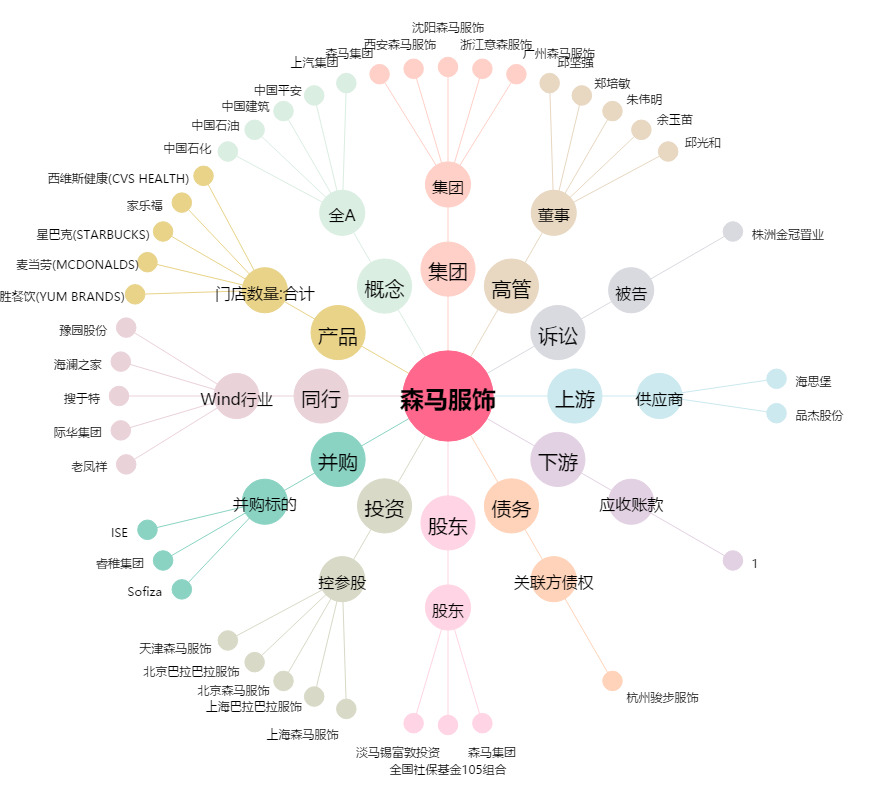 沈阳森马服饰
西安森马服饰
浙江意森服饰
森马集团
广州森马服饰
上汽集团
邱坚强
中国平安
郑培敏
中国建筑
朱伟明
中国石油
余玉苗
中国石化
邱光和
西维斯健康(CVS HEALTH)
集团
家乐福
全A
董事
星巴克(STARBUCKS)
株洲金冠置业
麦当劳(MCDONALDS)
集团
概念
高管
胜餐饮(YUM BRANDS)
门店数量:合计
被告
豫园股份
产品
诉讼
海澜之家
海思堡
搜于特
Wind行业
同行
森马服饰
上游
供应商
品杰股份
际华集团
老凤祥
并购
下游
并购标的
投资
债务
应收账款
股东
ISE
睿稚集团
1
Sofiza
控参股
关联方债权
股东
天津森马服饰
北京巴拉巴拉服饰
北京森马服饰
杭州骏步服饰
上海巴拉巴拉服饰
上海森马服饰
淡马锡富敦投资
森马集团
全国社保基金105组合